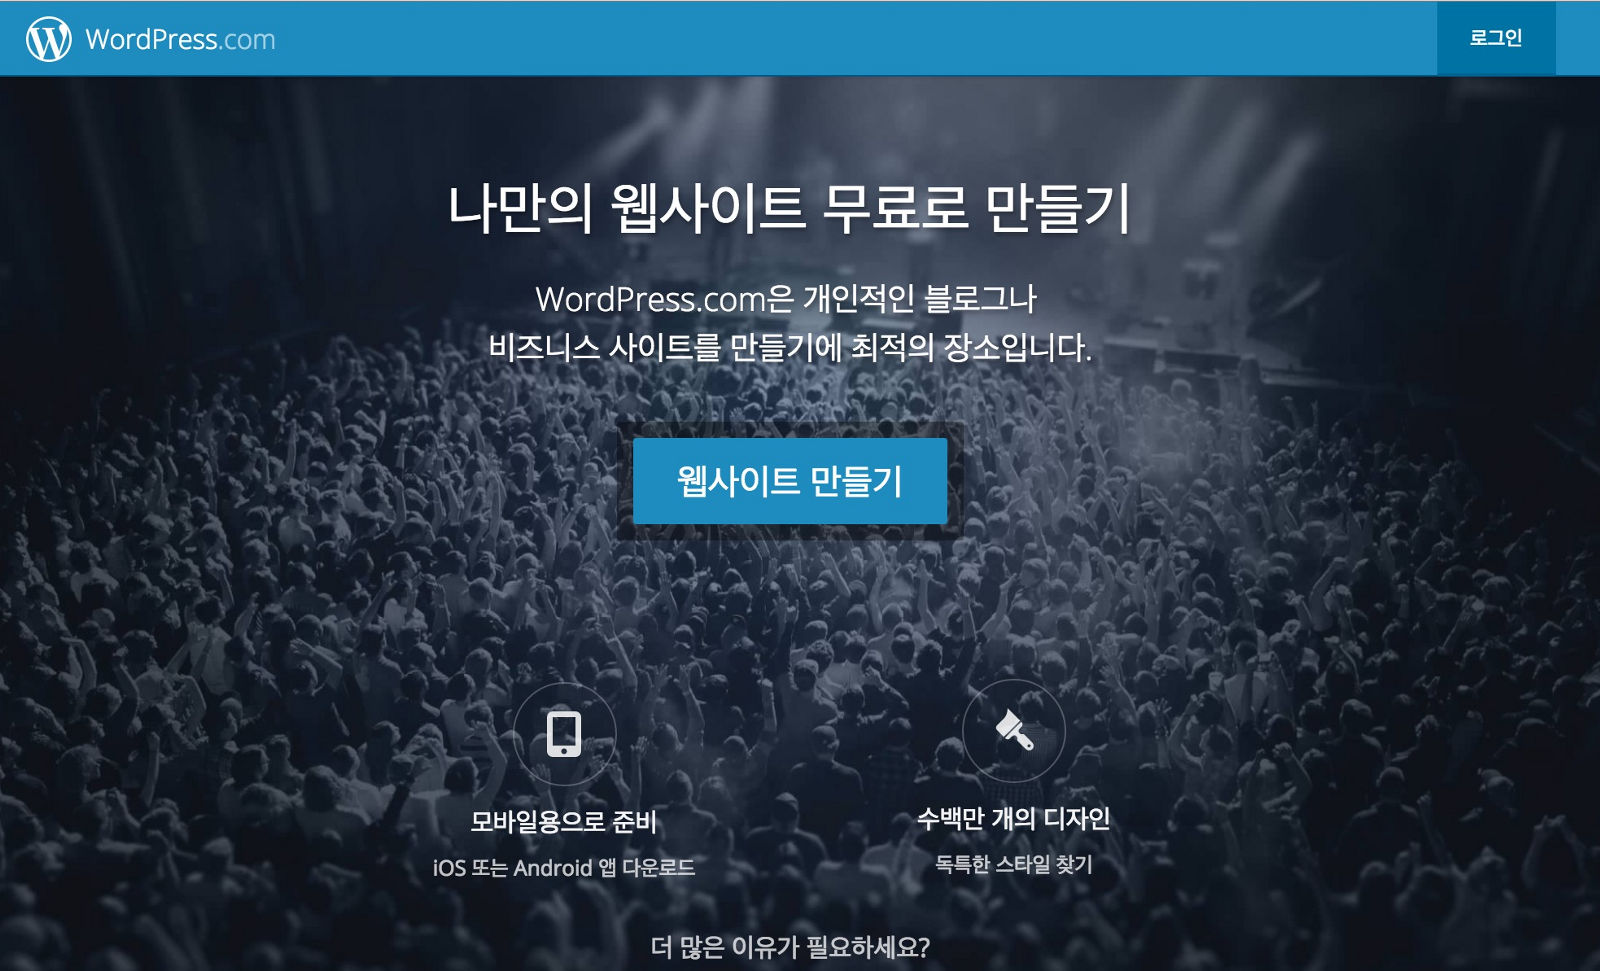 WordPress.com
로그인
나만의 웹사이트 무료로 만들기
WordPress.com은 개인적인 블로그나
비즈니스 사이트를 만들기에 최적의 장소입니다.
웹사이트 만들기
모바일용으로 준비
iOS 또는 Android 앱 다운로드
수백만 개의 디자인
독특한 스타일 찾기
더 많은 이유가 필요하세요?